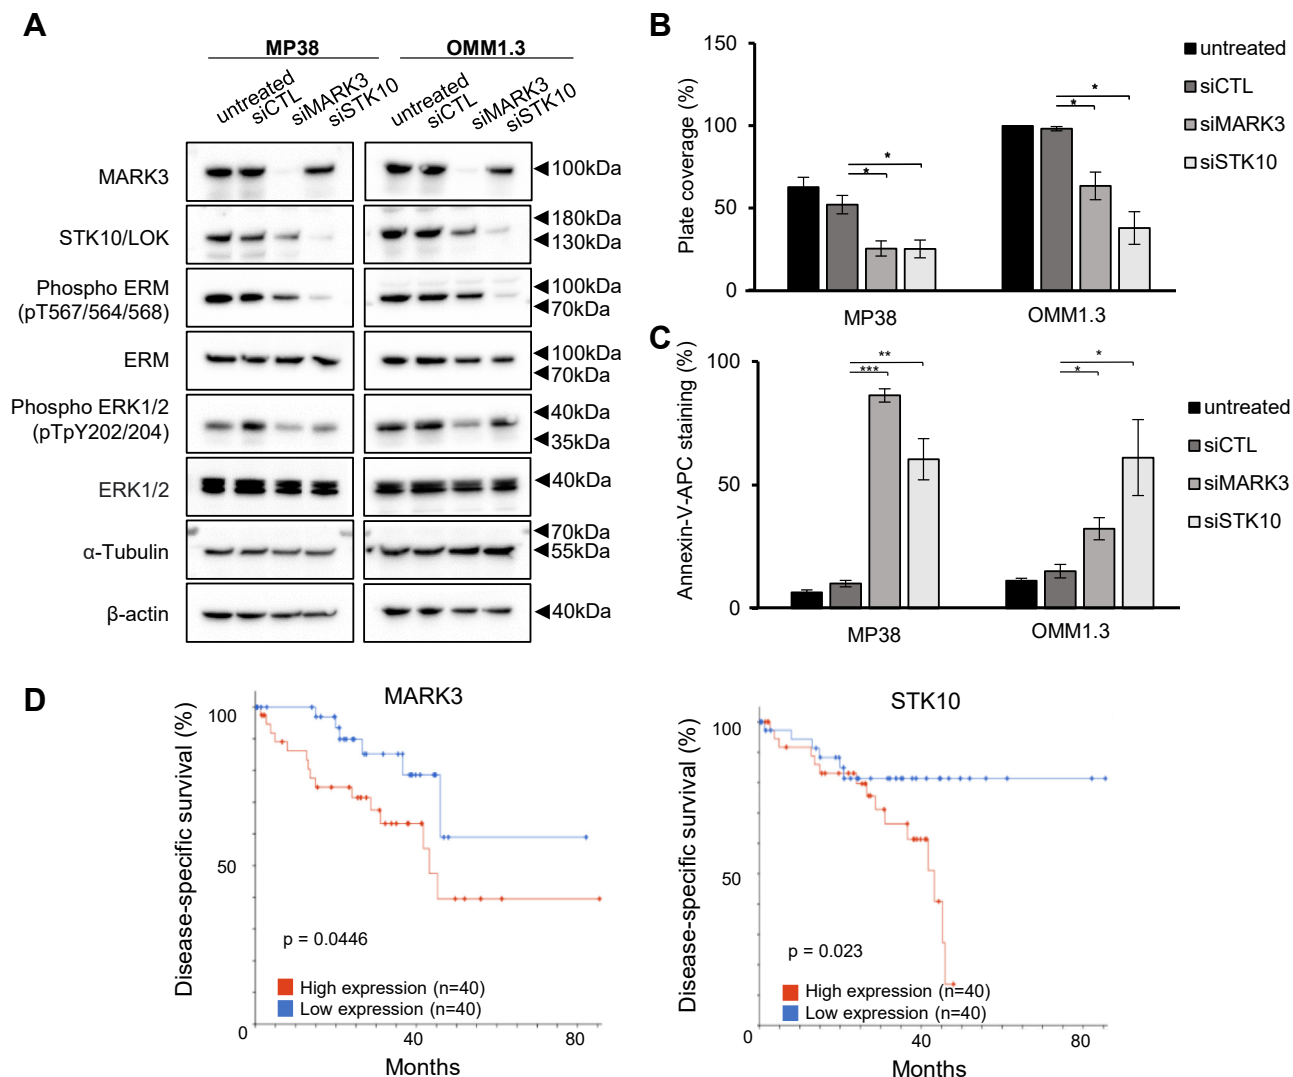 A
MP38
OMM1.3
untreated
siCTL
siMARK3
siSTK10
untreated
siCTL
siMARK3
siSTK10
MARK3
100kDa
STK10/LOK
180kDa
130kDa
Phospho ERM
(pT567/564/568)
100kDa
70kDa
ERM
100kDa
70kDa
Phospho ERK1/2
(pTpY202/204)
40kDa
35kDa
ERK1/2
40kDa
α-Tubulin
70kDa
55kDa
β-actin
40kDa
B
Plate coverage (%)
150
100
50
0
* * * *
MP38
OMM1.3
untreated
siCTL
siMARK3
siSTK10
C
Annexin-V-APC staining (%)
100
50
0
** *** * *
MP38
OMM1.3
untreated
siCTL
siMARK3
siSTK10
D
MARK3
Disease-specific survival (%)
100
50
0
40
80
Months
p = 0.0446
High expression (n=40)
Low expression (n=40)
STK10
Disease-specific survival (%)
100
50
0
40
80
Months
p = 0.023
High expression (n=40)
Low expression (n=40)